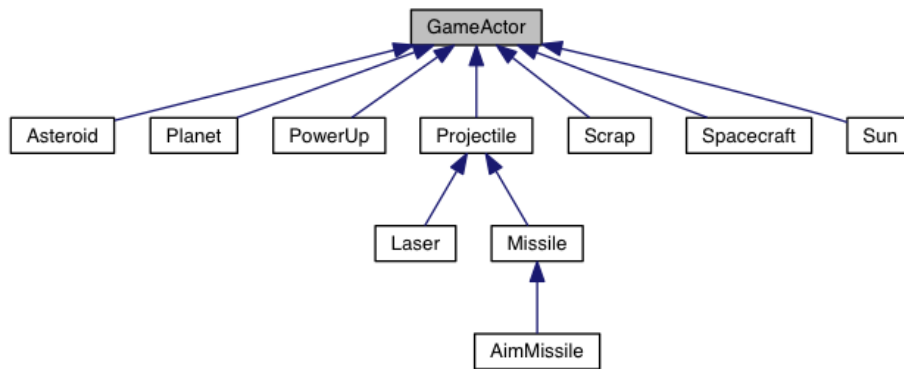 GameActor
Asteroid Planet PowerUp Projectile Scrap Spacecraft Sun
Laser Missile
AimMissile